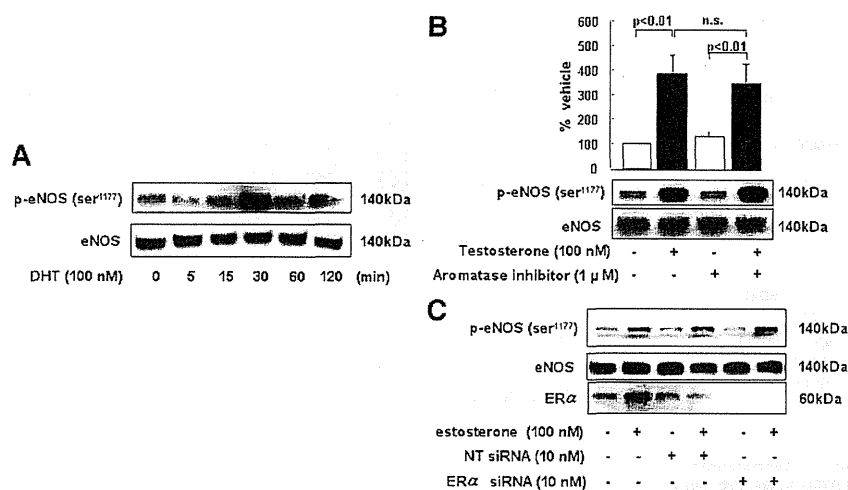 B
p<0.01
n.s.
p<0.01
600
500
400
300
200
100
0
% vehicle
A
p-eNOS (ser1177)
140kDa
eNOS
140kDa
DHT (100 nM) 0 5 15 30 60 120 (min)
p-eNOS (ser1177)
140kDa
eNOS
140kDa
Testosterone (100 nM) - + - +
Aromatase inhibitor (1 μM) - - + +
C
p-eNOS (ser1177)
140kDa
eNOS
140kDa
ERα
60kDa
estosterone (100 nM) - + - + - +
NT siRNA (10 nM) - - + + - -
ERα siRNA (10 nM) - - - - + +